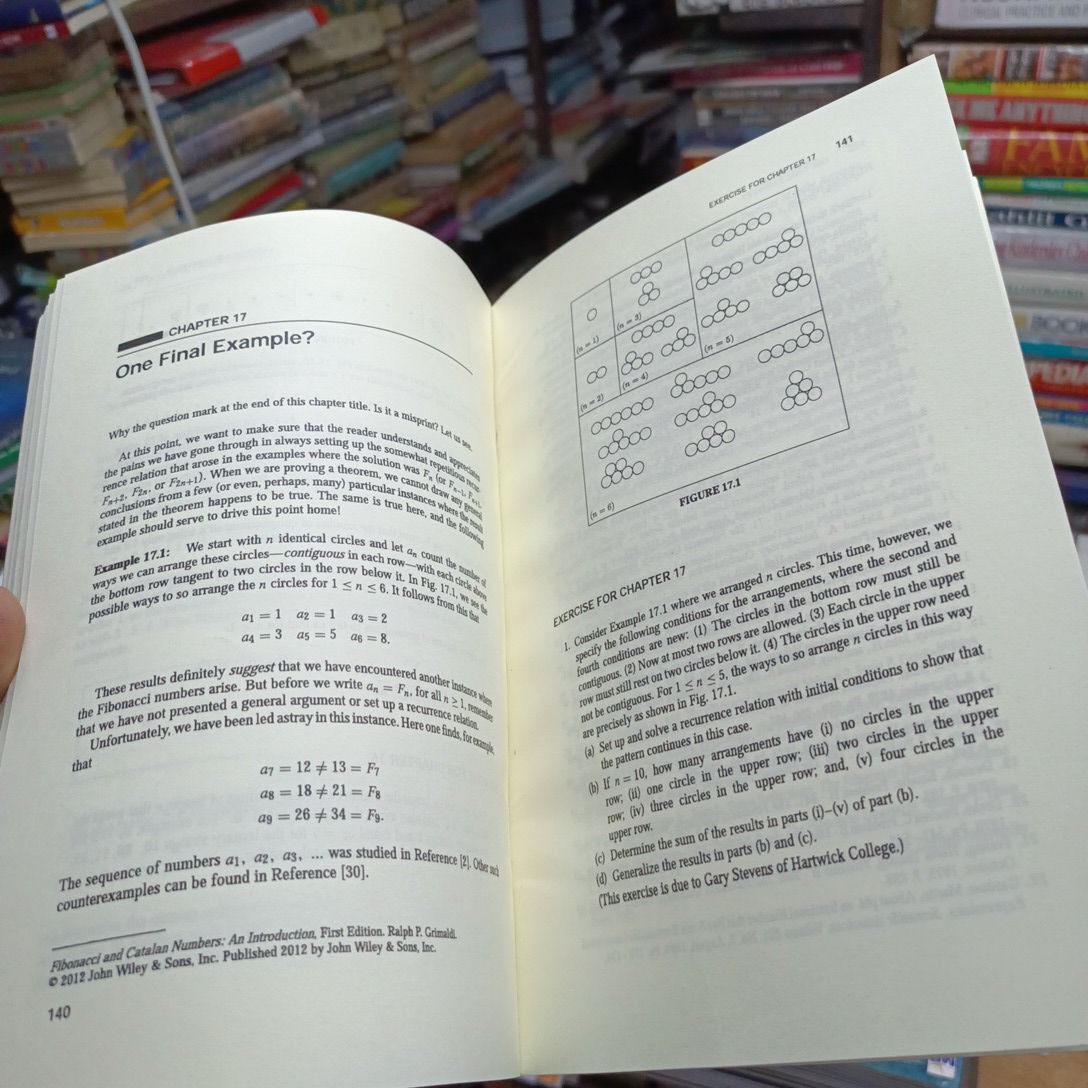 CHAPTER 17
One Final Example?
Why the question mark at the end of this chapter title. Is it a misprint? Let us see.
At this point, we want to make sure that the reader understands and appreciates
the pains we have gone through in always setting up the somewhat repetitious recur-
rence relation that arose in the examples where the solution was Fₙ (or Fₙ₋₁, Fₙ₊₁,
Fₙ₊₂, F₂ₙ, or F₂ₙ₊₁). When we are proving a theorem, we cannot draw any general
conclusions from a few (or even, perhaps, many) particular instances where the result
stated in the theorem happens to be true. The same is true here, and the following
example should serve to drive this point home!
Example 17.1: We start with n identical circles and let aₙ count the number of
ways we can arrange these circles—contiguous in each row—with each circle above
the bottom row tangent to two circles in the row below it. In Fig. 17.1, we see the
possible ways to so arrange the n circles for 1 ≤ n ≤ 6. It follows from this that
a₁ = 1 a₂ = 1 a₃ = 2
a₄ = 3 a₅ = 5 a₆ = 8.
These results definitely suggest that we have encountered another instance where
the Fibonacci numbers arise. But before we write aₙ = Fₙ, for all n ≥ 1, remember
that we have not presented a general argument or set up a recurrence relation.
Unfortunately, we have been led astray in this instance. Here one finds, for example,
that
a₇ = 12 ≠ 13 = F₇
a₈ = 18 ≠ 21 = F₈
a₉ = 26 ≠ 34 = F₉.
The sequence of numbers a₁, a₂, a₃, ... was studied in Reference [2]. Other such
counterexamples can be found in Reference [30].
Fibonacci and Catalan Numbers: An Introduction, First Edition. Ralph P. Grimaldi.
© 2012 John Wiley & Sons, Inc. Published 2012 by John Wiley & Sons, Inc.
140
EXERCISE FOR CHAPTER 17 141
(n = 1)
(n = 3)
(n = 2)
(n = 4)
(n = 5)
(n = 6)
FIGURE 17.1
EXERCISE FOR CHAPTER 17
1. Consider Example 17.1 where we arranged n circles. This time, however, we
specify the following conditions for the arrangements, where the second and
fourth conditions are new: (1) The circles in the bottom row must still be
contiguous. (2) Now at most two rows are allowed. (3) Each circle in the upper
row must still rest on two circles below it. (4) The circles in the upper row need
not be contiguous. For 1 ≤ n ≤ 5, the ways to so arrange n circles in this way
are precisely as shown in Fig. 17.1.
(a) Set up and solve a recurrence relation with initial conditions to show that
the pattern continues in this case.
(b) If n = 10, how many arrangements have (i) no circles in the upper
row; (ii) one circle in the upper row; (iii) two circles in the upper
row; (iv) three circles in the upper row; and, (v) four circles in the
upper row.
(c) Determine the sum of the results in parts (i)–(v) of part (b).
(d) Generalize the results in parts (b) and (c).
(This exercise is due to Gary Stevens of Hartwick College.)